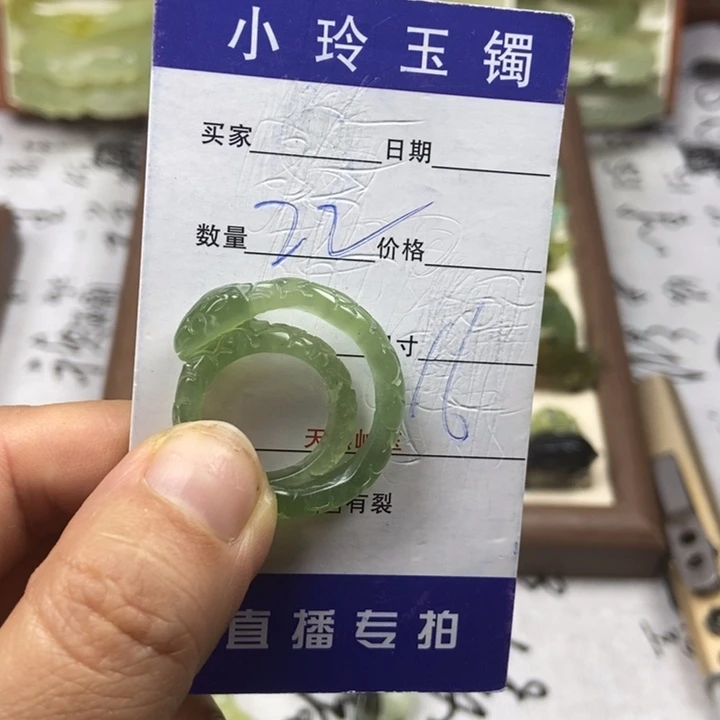 小玲玉镯
买家 日期
数量 22 价格
寸 16
天 岫玉
有裂
直播专拍